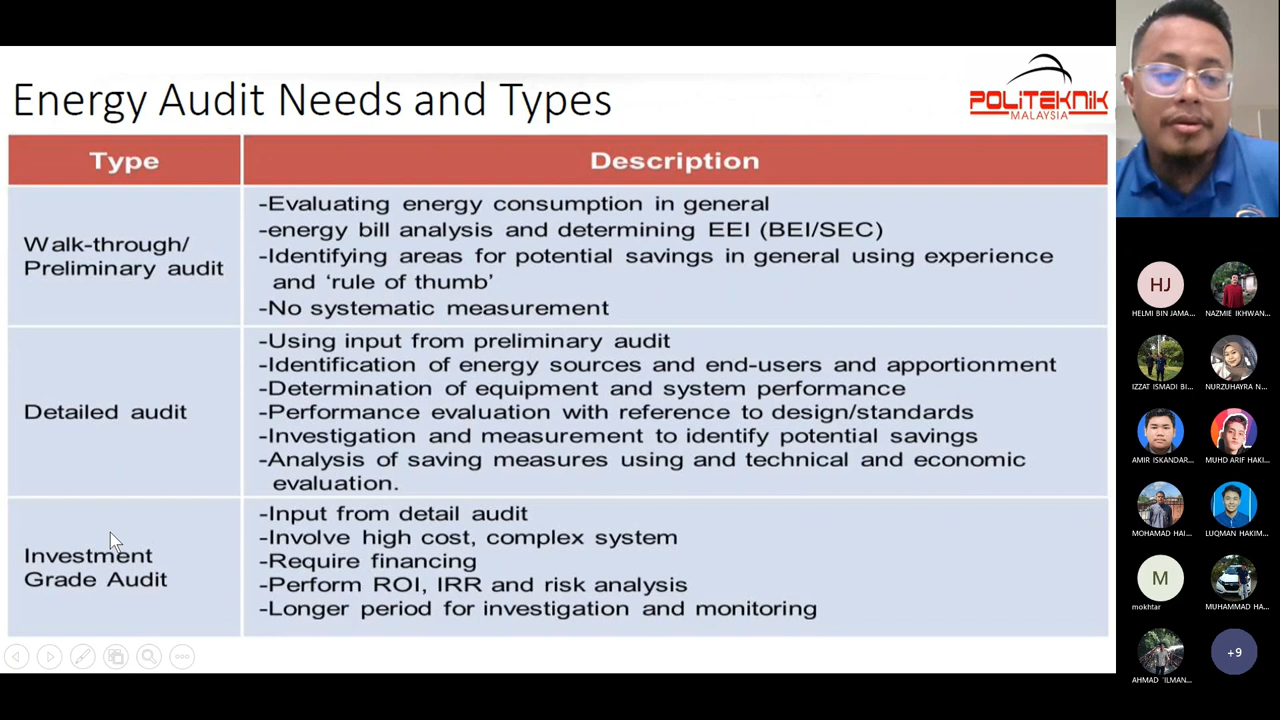 Energy Audit Needs and Types
POLITEKNIK
MALAYSIA
Type
Description
Walk-through/
Preliminary audit
-Evaluating energy consumption in general
-energy bill analysis and determining EEI (BEI/SEC)
-Identifying areas for potential savings in general using experience
and ‘rule of thumb’
-No systematic measurement
Detailed audit
-Using input from preliminary audit
-Identification of energy sources and end-users and apportionment
-Determination of equipment and system performance
-Performance evaluation with reference to design/standards
-Investigation and measurement to identify potential savings
-Analysis of saving measures using and technical and economic
evaluation.
Investment
Grade Audit
-Input from detail audit
-Involve high cost, complex system
-Require financing
-Perform ROI, IRR and risk analysis
-Longer period for investigation and monitoring
HJ
HELMI BIN JAMA...
NAZMIE IKHWAN...
IZZAT ISMADI BI...
NURZUHAYRA N...
AMIR ISKANDAR...
MUHD ARIF HAKI...
MOHAMAD HAI...
LUQMAN HAKIM...
M
mokhtar
MUHAMMAD HA...
AHMAD 'ILMAN...
+9